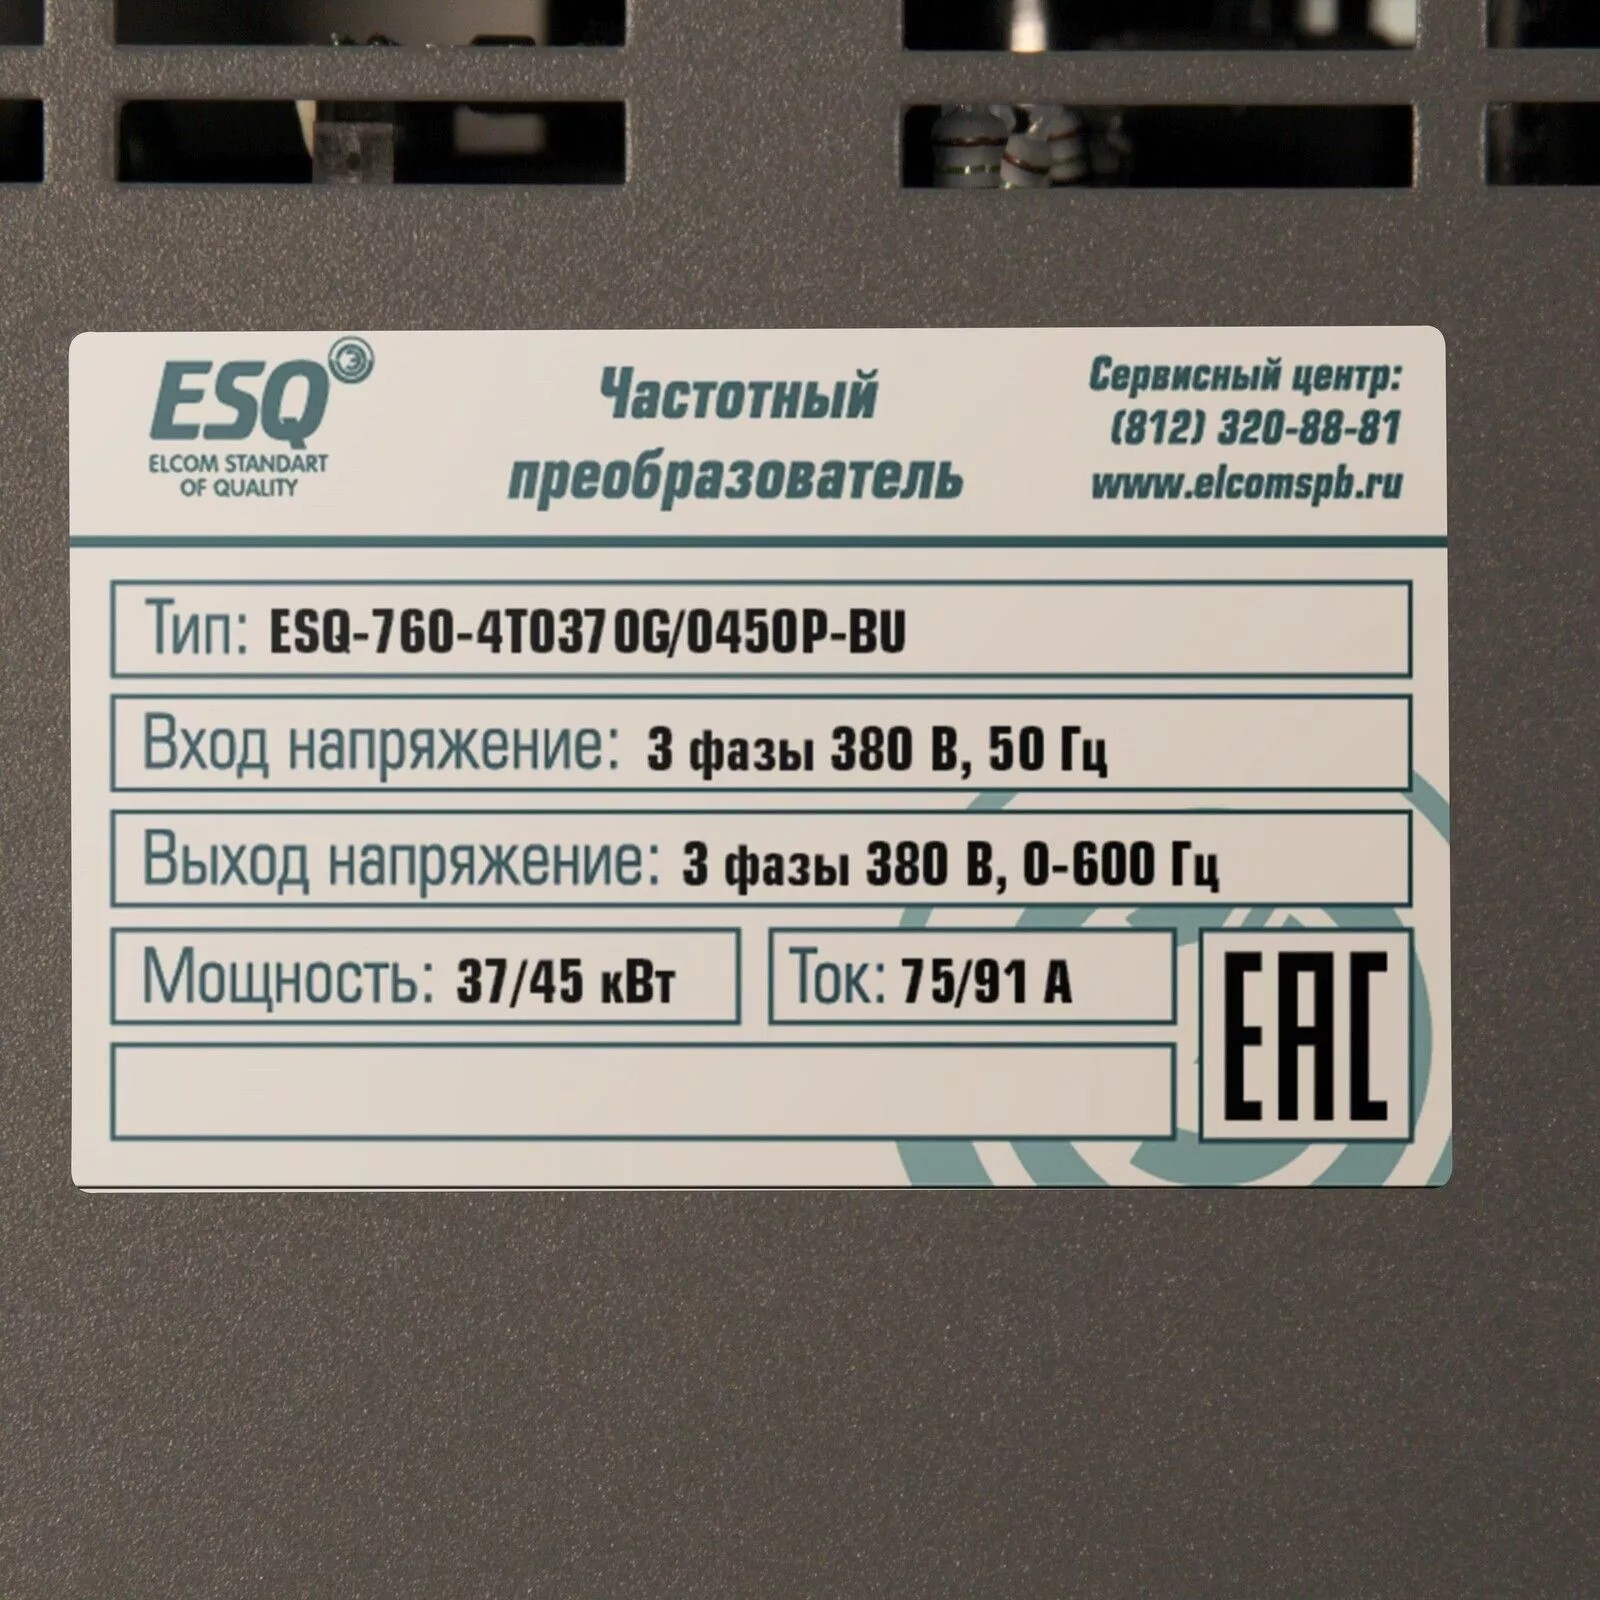 ESQ
ELCOM STANDART
OF QUALITY
Частотный
преобразователь
Сервисный центр:
(812) 320-88-81
www.elcomspb.ru
Тип: ESQ-760-4T0370G/0450P-BU
Вход напряжение: 3 фазы 380 В, 50 Гц
Выход напряжение: 3 фазы 380 В, 0-600 Гц
Мощность: 37/45 кВт
Ток: 75/91 А
EAC